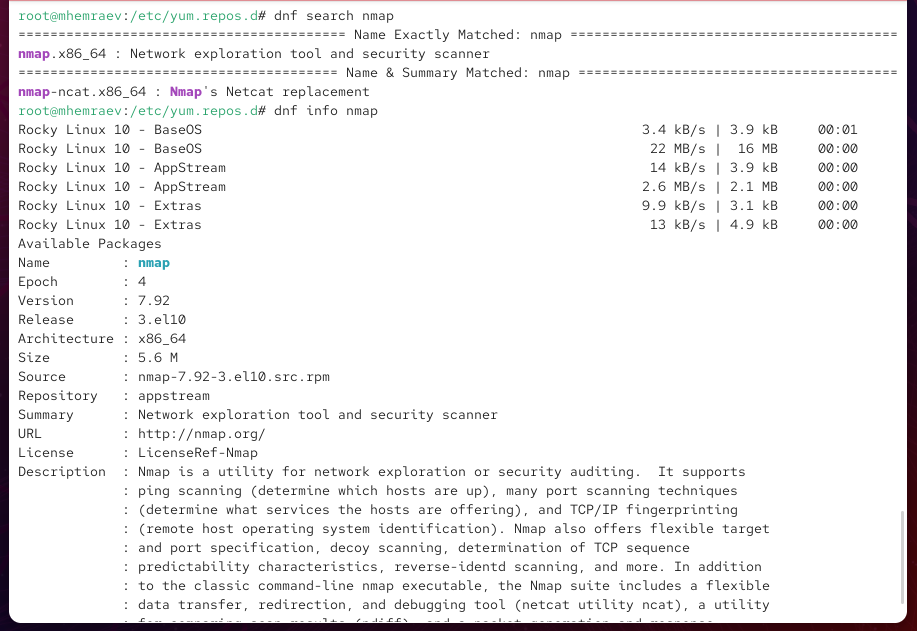 root@mhemraev:/etc/yum.repos.d# dnf search nmap
========================================= Name Exactly Matched: nmap =========================================
nmap.x86_64 : Network exploration tool and security scanner
======================================== Name & Summary Matched: nmap ========================================
nmap-ncat.x86_64 : Nmap's Netcat replacement
root@mhemraev:/etc/yum.repos.d# dnf info nmap
Rocky Linux 10 - BaseOS                                                       3.4 kB/s | 3.9 kB     00:01
Rocky Linux 10 - BaseOS                                                        22 MB/s |  16 MB     00:00
Rocky Linux 10 - AppStream                                                     14 kB/s | 3.9 kB     00:00
Rocky Linux 10 - AppStream                                                    2.6 MB/s | 2.1 MB     00:00
Rocky Linux 10 - Extras                                                       9.9 kB/s | 3.1 kB     00:00
Rocky Linux 10 - Extras                                                        13 kB/s | 4.9 kB     00:00
Available Packages
Name         : nmap
Epoch        : 4
Version      : 7.92
Release      : 3.el10
Architecture : x86_64
Size         : 5.6 M
Source       : nmap-7.92-3.el10.src.rpm
Repository   : appstream
Summary      : Network exploration tool and security scanner
URL          : http://nmap.org/
License      : LicenseRef-Nmap
Description  : Nmap is a utility for network exploration or security auditing.  It supports
             : ping scanning (determine which hosts are up), many port scanning techniques
             : (determine what services the hosts are offering), and TCP/IP fingerprinting
             : (remote host operating system identification). Nmap also offers flexible target
             : and port specification, decoy scanning, determination of TCP sequence
             : predictability characteristics, reverse-identd scanning, and more. In addition
             : to the classic command-line nmap executable, the Nmap suite includes a flexible
             : data transfer, redirection, and debugging tool (netcat utility ncat), a utility